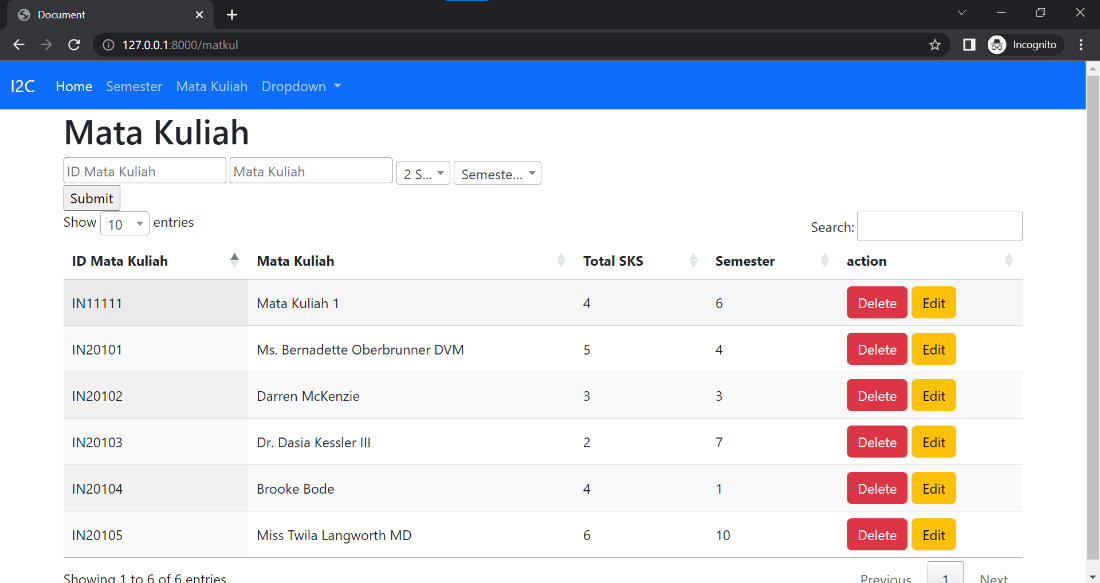 Document
127.0.0.1:8000/matkul
Incognito
I2C Home Semester Mata Kuliah Dropdown
Mata Kuliah
ID Mata Kuliah Mata Kuliah 2 S... Semeste...
Submit
Show 10 entries Search:
ID Mata Kuliah Mata Kuliah Total SKS Semester action
IN11111 Mata Kuliah 1 4 6 Delete Edit
IN20101 Ms. Bernadette Oberbrunner DVM 5 4 Delete Edit
IN20102 Darren McKenzie 3 3 Delete Edit
IN20103 Dr. Dasia Kessler III 2 7 Delete Edit
IN20104 Brooke Bode 4 1 Delete Edit
IN20105 Miss Twila Langworth MD 6 10 Delete Edit
Showing 1 to 6 of 6 entries Previous 1 Next